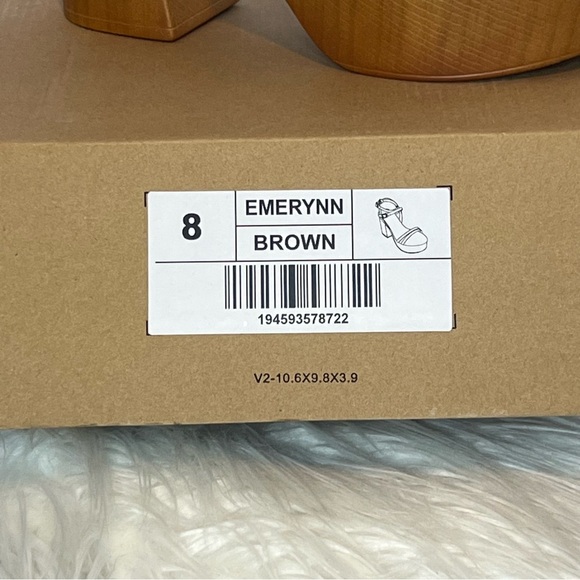 8
EMERYNN
BROWN
194593578722
V2-10.6X9.8X3.9